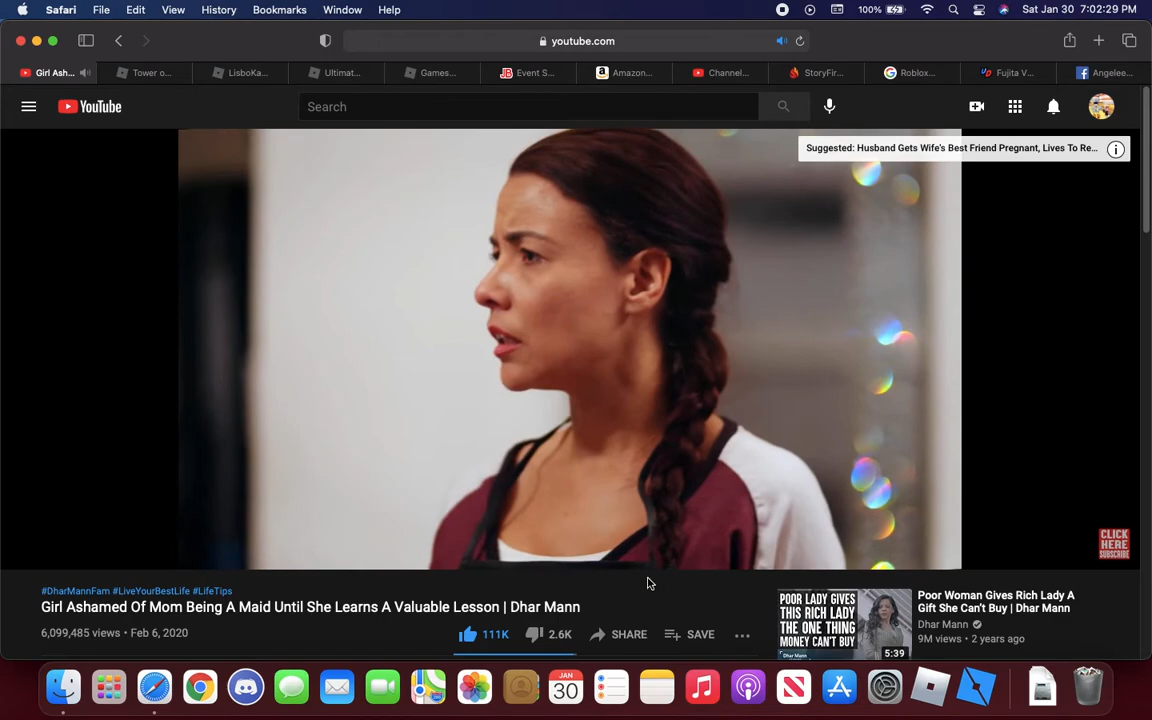 Safari File Edit View History Bookmarks Window Help 100% Sat Jan 30 7:02:29 PM
youtube.com
Girl Ash... Tower o... LisboKa... Ultimat... Games... Event S... Amazon... Channel... StoryFir... Roblox... Fujita V... Angelee...
YouTube Search
Suggested: Husband Gets Wife's Best Friend Pregnant, Lives To Re...
CLICK
HERE
SUBSCRIBE
#DharMannFam #LiveYourBestLife #LifeTips
Girl Ashamed Of Mom Being A Maid Until She Learns A Valuable Lesson | Dhar Mann
6,099,485 views • Feb 6, 2020
111K 2.6K SHARE SAVE
POOR LADY GIVES
THIS RICH LADY
THE ONE THING
MONEY CAN'T BUY
Dhar Mann
5:39
Poor Woman Gives Rich Lady A
Gift She Can't Buy | Dhar Mann
Dhar Mann
9M views • 2 years ago
JAN
30